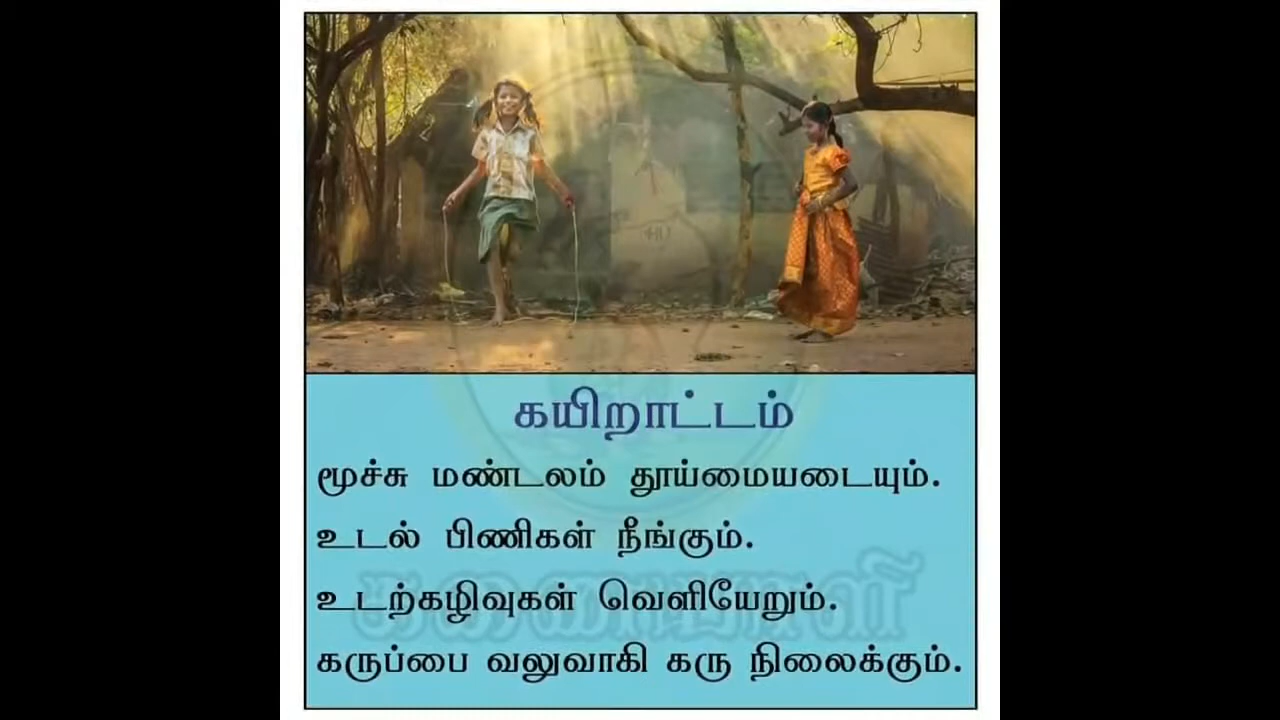 கயிறாட்டம்
மூச்சு மண்டலம் தூய்மையடையும்.
உடல் பிணிகள் நீங்கும்.
உடற்கழிவுகள் வெளியேறும்.
கருப்பை வலுவாகி கரு நிலைக்கும்.